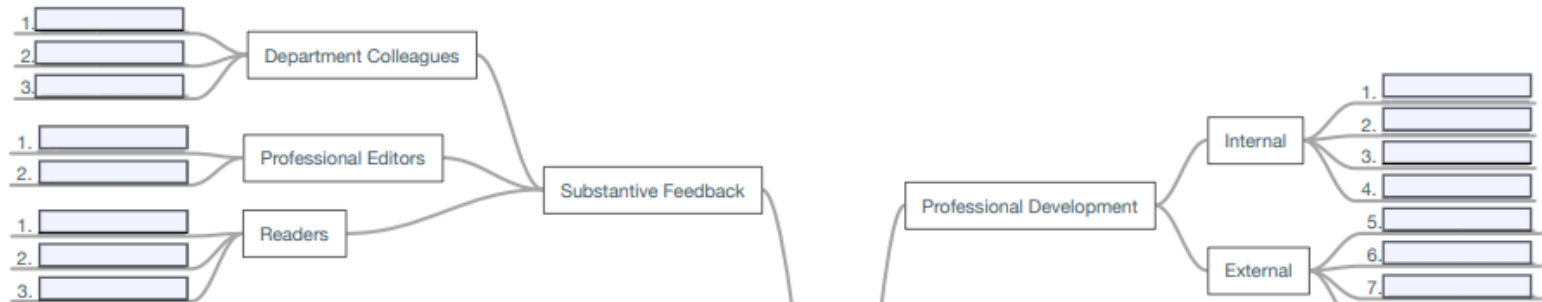 1.
2.
3.
Department Colleagues
1.
2.
Professional Editors
1.
2.
3.
Readers
Substantive Feedback
Professional Development
Internal
1.
2.
3.
4.
External
5.
6.
7.